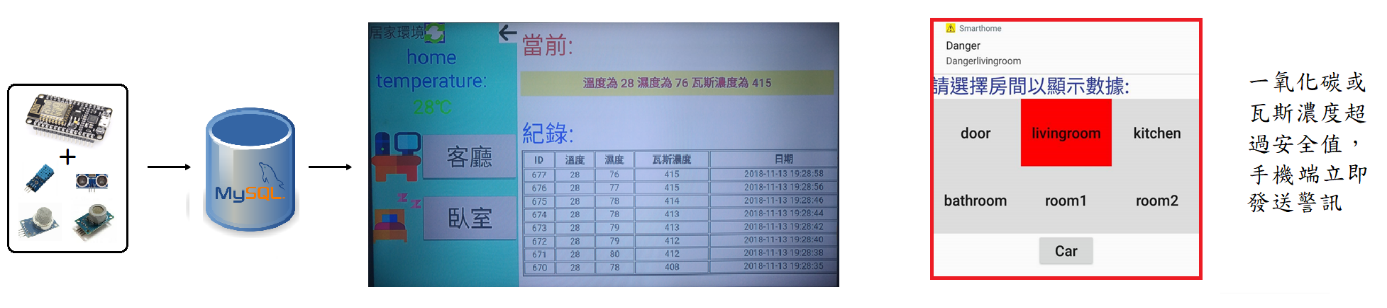 +
MySQL
居家環境
home
temperature:
28℃
客廳
臥室
當前:
溫度為 28 濕度為 76 瓦斯濃度為 415
紀錄:
ID 溫度 濕度 瓦斯濃度 日期
677 28 76 415 2018-11-13 19:28:58
676 28 77 415 2018-11-13 19:28:56
675 28 78 414 2018-11-13 19:28:46
674 28 78 413 2018-11-13 19:28:44
673 28 79 413 2018-11-13 19:28:42
672 28 79 412 2018-11-13 19:28:40
671 28 80 412 2018-11-13 19:28:38
670 28 78 408 2018-11-13 19:28:35
Smarthome
Danger
Dangerlivingroom
請選擇房間以顯示數據:
door livingroom kitchen
bathroom room1 room2
Car
一氧化碳或
瓦斯濃度超
過安全值，
手機端立即
發送警訊